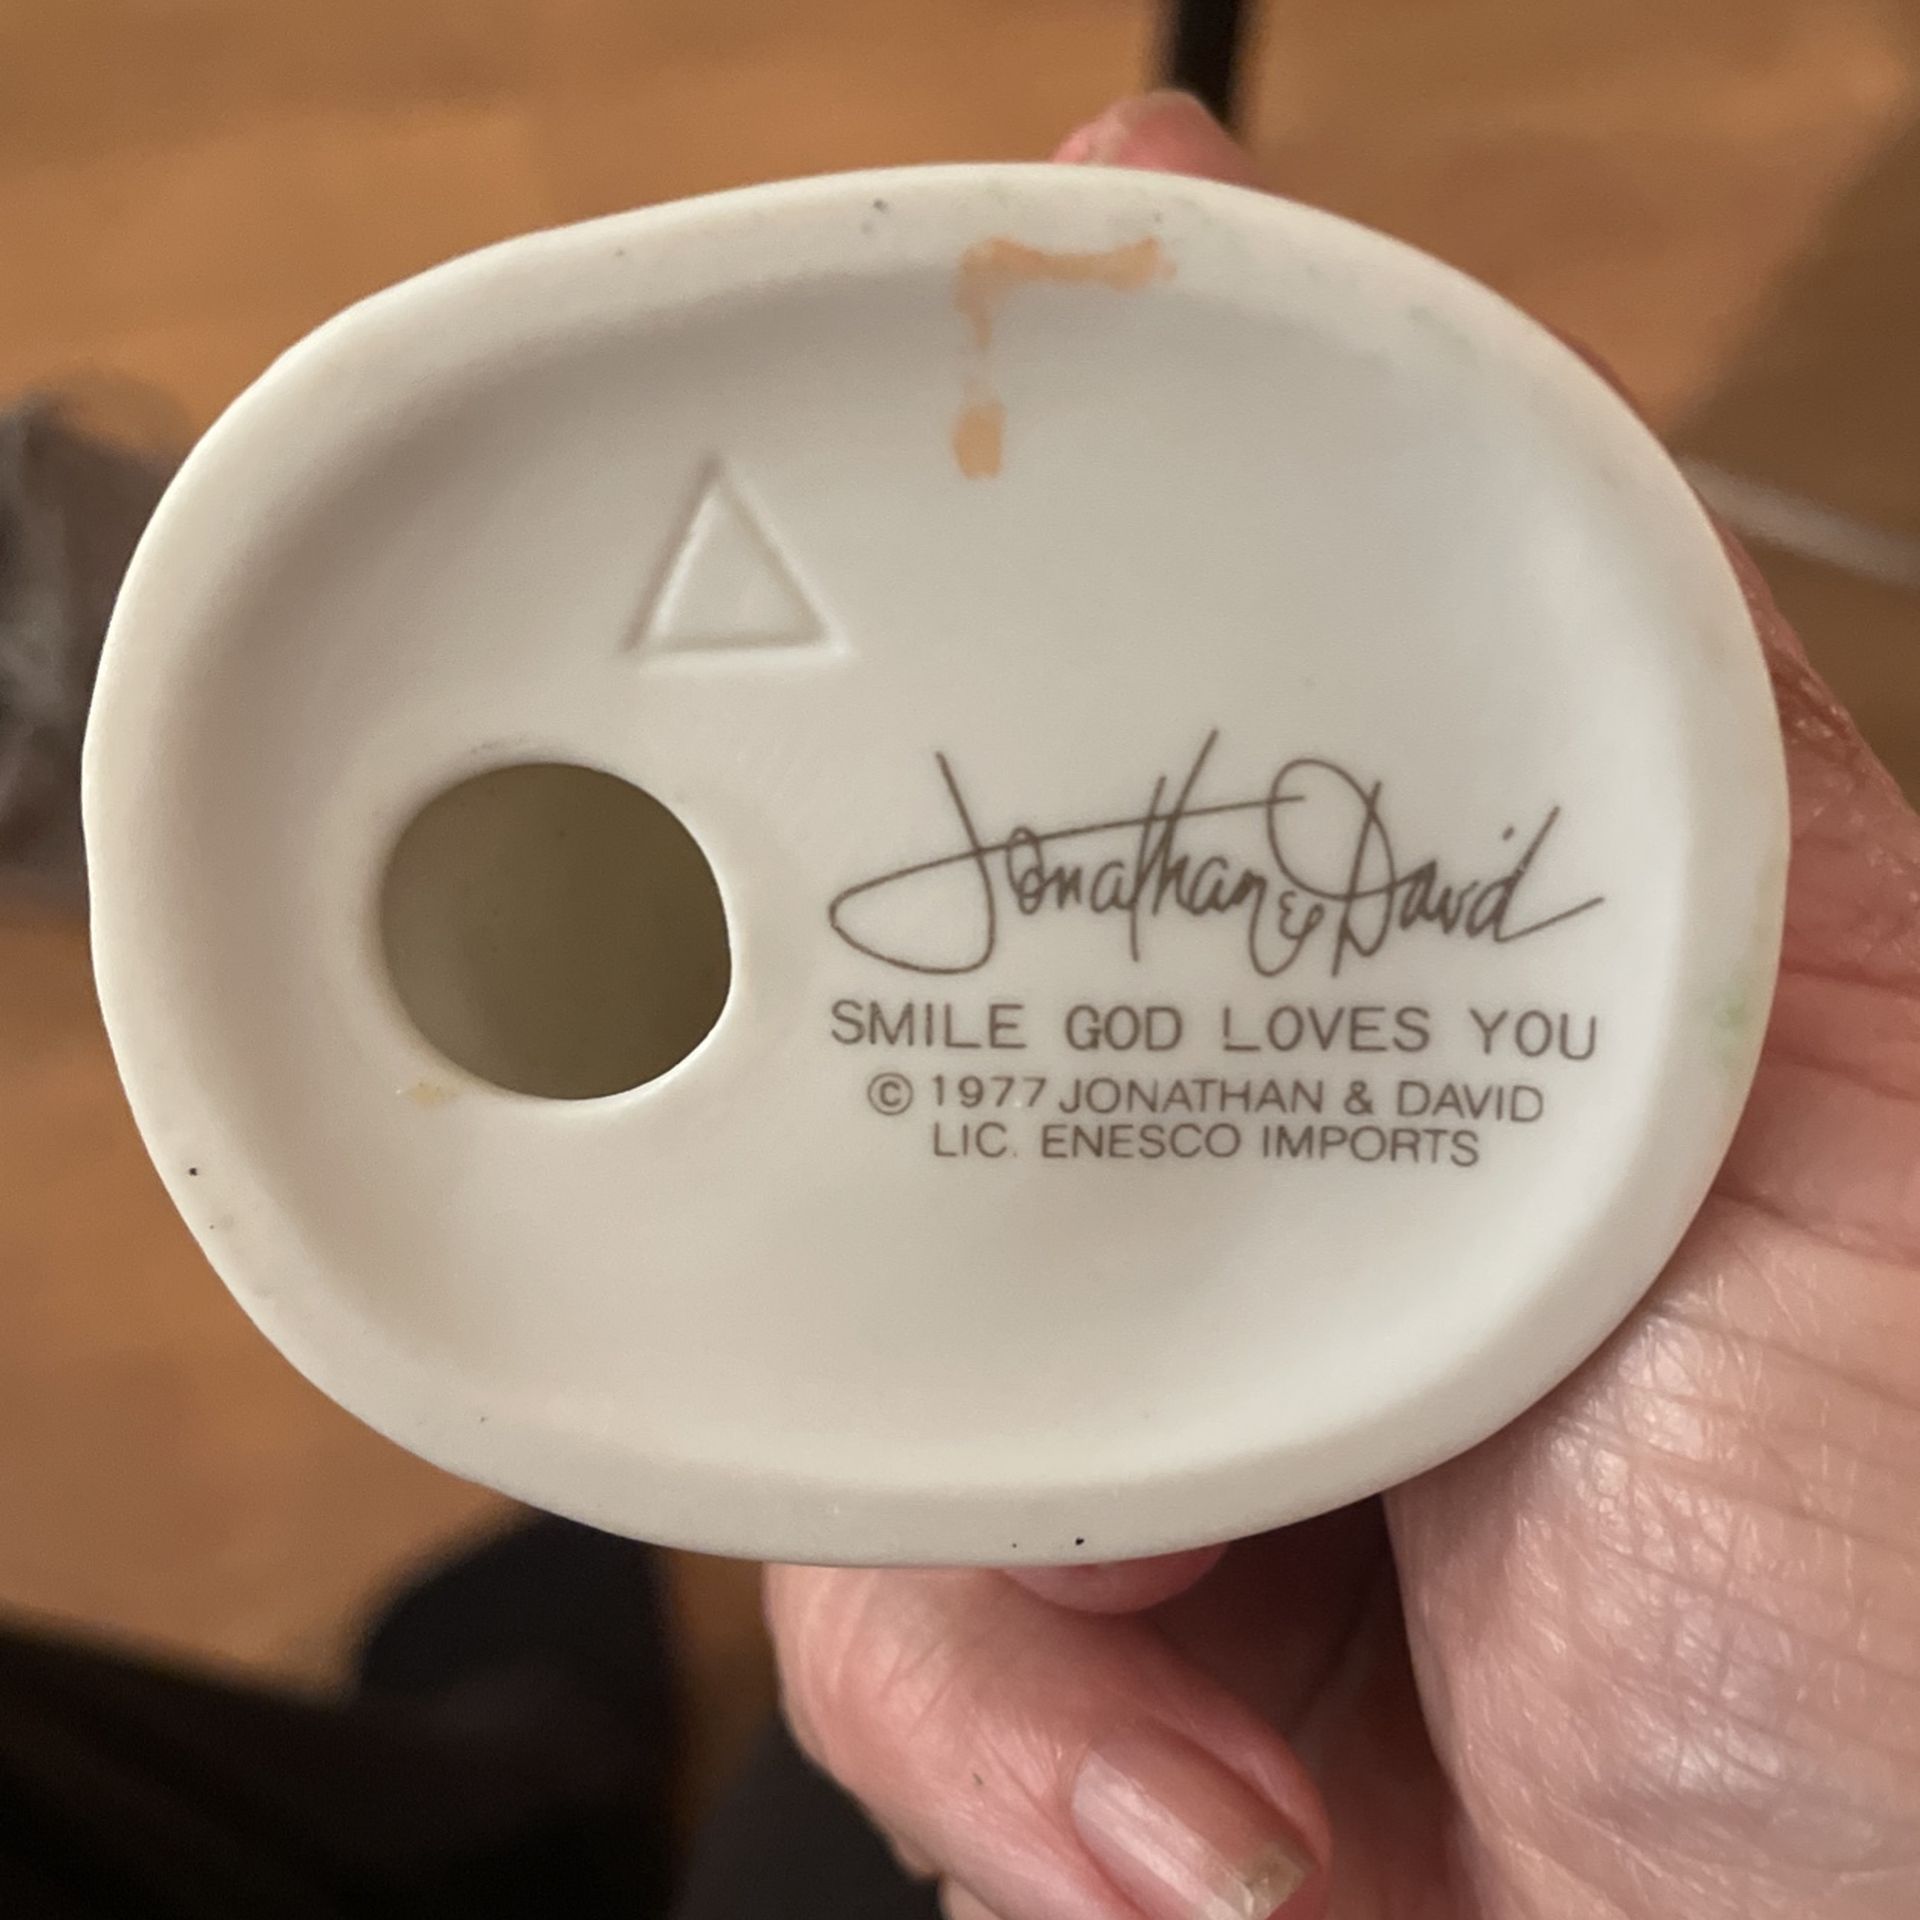 Jonathan & David
SMILE GOD LOVES YOU
© 1977 JONATHAN & DAVID
LIC. ENESCO IMPORTS